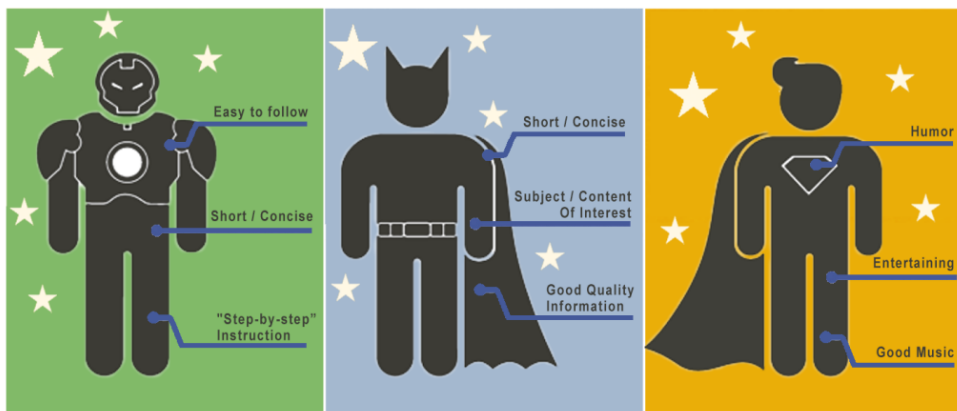 Easy to follow
Short / Concise
"Step-by-step”
Instruction
Short / Concise
Subject / Content
Of Interest
Good Quality
Information
Humor
Entertaining
Good Music